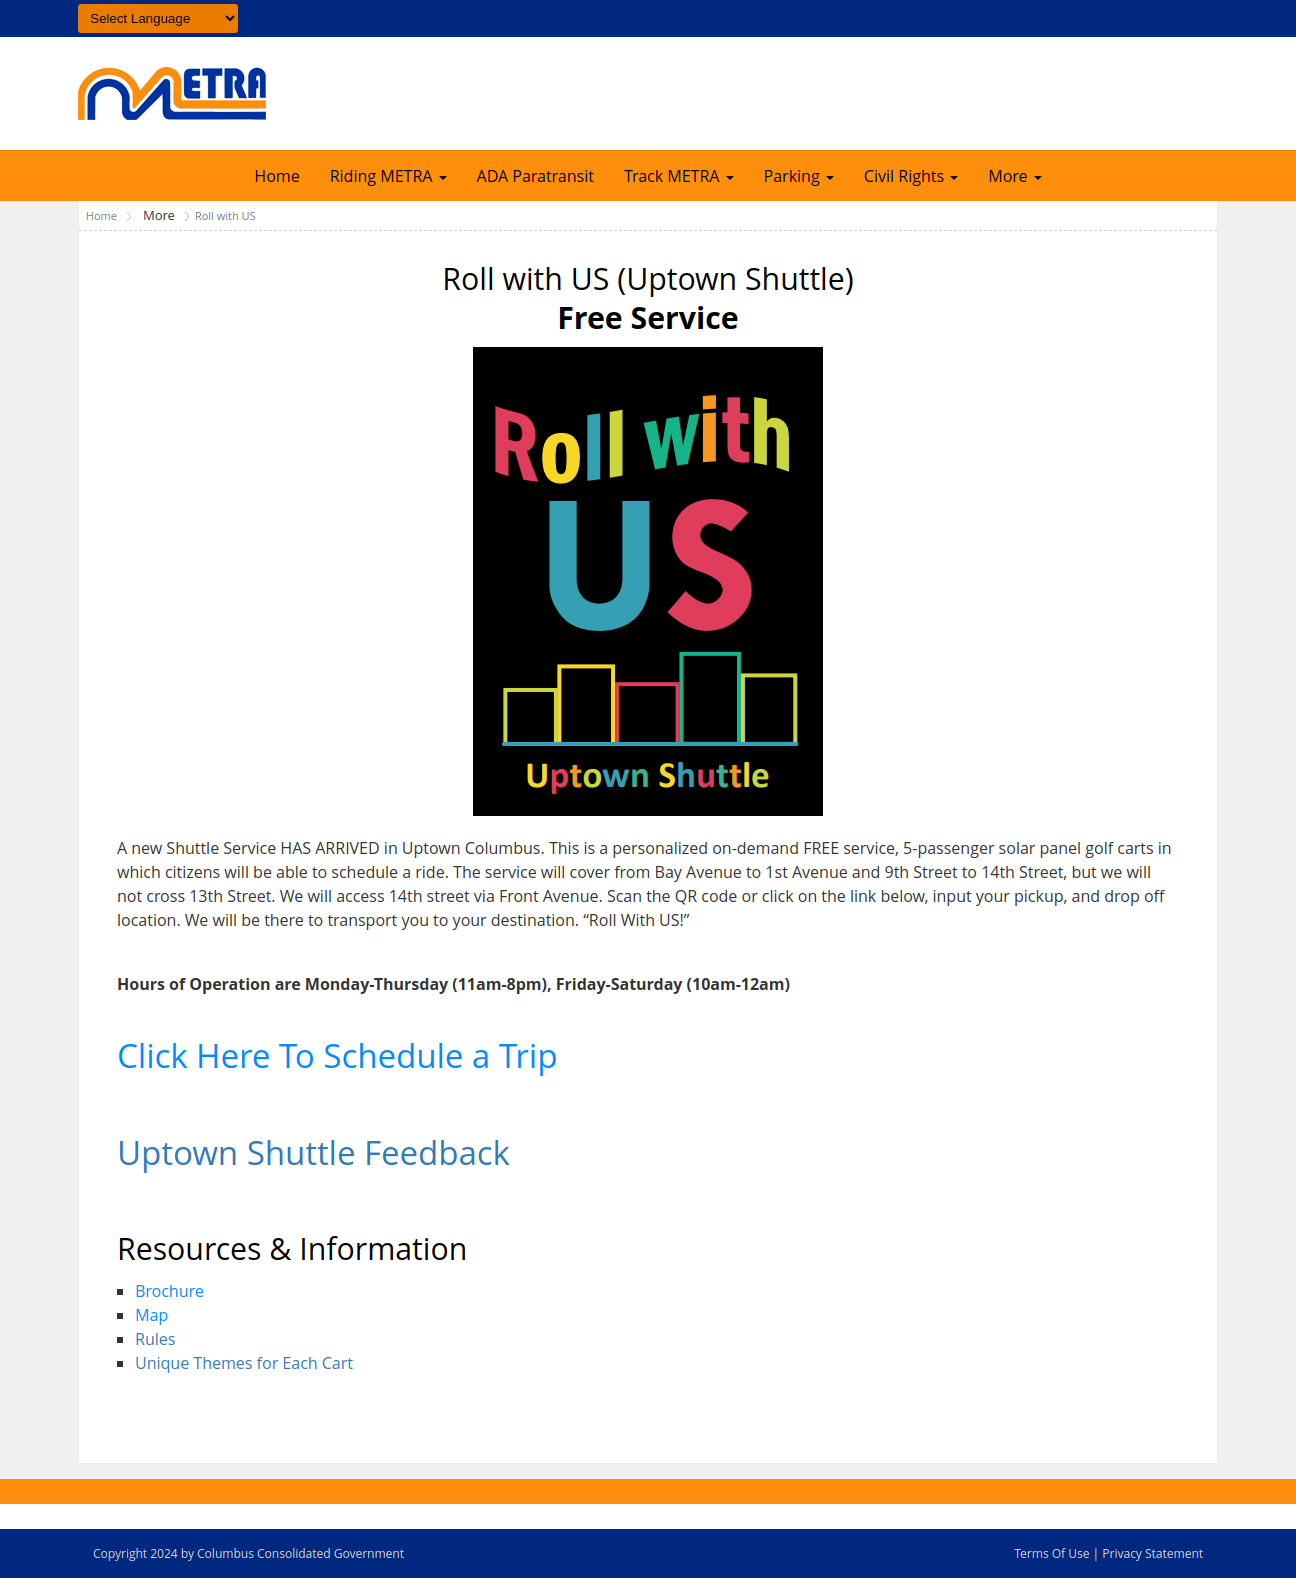 Select Language
METRA
Home Riding METRA ADA Paratransit Track METRA Parking Civil Rights More
Home More Roll with US
Roll with US (Uptown Shuttle)
Free Service
Roll with
US
Uptown Shuttle
A new Shuttle Service HAS ARRIVED in Uptown Columbus. This is a personalized on-demand FREE service, 5-passenger solar panel golf carts in
which citizens will be able to schedule a ride. The service will cover from Bay Avenue to 1st Avenue and 9th Street to 14th Street, but we will
not cross 13th Street. We will access 14th street via Front Avenue. Scan the QR code or click on the link below, input your pickup, and drop off
location. We will be there to transport you to your destination. “Roll With US!”
Hours of Operation are Monday-Thursday (11am-8pm), Friday-Saturday (10am-12am)
Click Here To Schedule a Trip
Uptown Shuttle Feedback
Resources & Information
Brochure
Map
Rules
Unique Themes for Each Cart
Copyright 2024 by Columbus Consolidated Government Terms Of Use | Privacy Statement